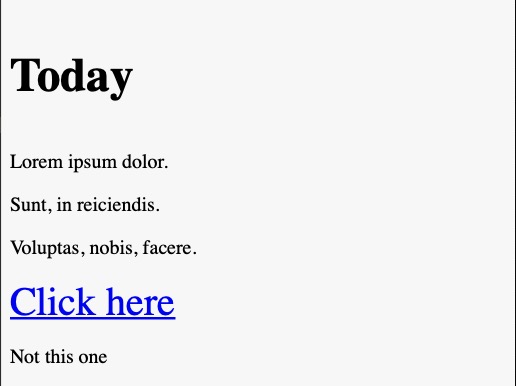 Today
Lorem ipsum dolor.
Sunt, in reiciendis.
Voluptas, nobis, facere.
Click here
Not this one